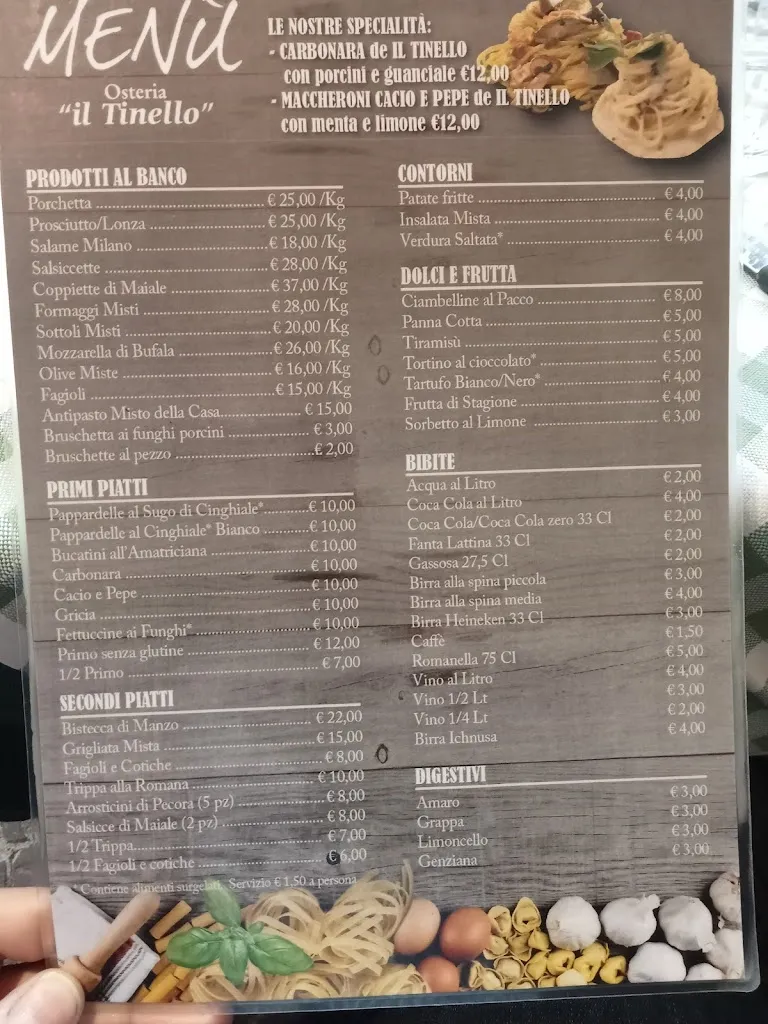 MENÙ
Osteria
"il Tinello"
LE NOSTRE SPECIALITÀ:
- CARBONARA de IL TINELLO
con porcini e guanciale €12,00
- MACCHERONI CACIO E PEPE de IL TINELLO
con menta e limone €12,00
PRODOTTI AL BANCO
Porchetta € 25,00 /Kg
Prosciutto/Lonza € 25,00 /Kg
Salame Milano € 18,00 /Kg
Salsiccette € 28,00 /Kg
Coppiette di Maiale € 37,00 /Kg
Formaggi Misti € 28,00 /Kg
Sottoli Misti € 20,00 /Kg
Mozzarella di Bufala € 26,00 /Kg
Olive Miste € 16,00 /Kg
Fagioli € 15,00 /Kg
Antipasto Misto della Casa € 15,00
Bruschetta ai funghi porcini € 3,00
Bruschette al pezzo € 2,00
PRIMI PIATTI
Pappardelle al Sugo di Cinghiale* € 10,00
Pappardelle al Cinghiale* Bianco € 10,00
Bucatini all'Amatriciana € 10,00
Carbonara € 10,00
Cacio e Pepe € 10,00
Gricia € 10,00
Fettuccine ai Funghi* € 10,00
Primo senza glutine € 12,00
1/2 Primo € 7,00
SECONDI PIATTI
Bistecca di Manzo € 22,00
Grigliata Mista € 15,00
Fagioli e Cotiche € 8,00
Trippa alla Romana € 10,00
Arrosticini di Pecora (5 pz) € 8,00
Salsicce di Maiale (2 pz) € 8,00
1/2 Trippa € 7,00
1/2 Fagioli e cotiche € 6,00
* Contiene alimenti surgelati Servizio € 1,50 a persona
CONTORNI
Patate fritte € 4,00
Insalata Mista € 4,00
Verdura Saltata* € 4,00
DOLCI E FRUTTA
Ciambelline al Pacco € 8,00
Panna Cotta € 5,00
Tiramisù € 5,00
Tortino al cioccolato* € 5,00
Tartufo Bianco/Nero* € 4,00
Frutta di Stagione € 4,00
Sorbetto al Limone € 3,00
BIBITE
Acqua al Litro € 2,00
Coca Cola al Litro € 4,00
Coca Cola/Coca Cola zero 33 Cl € 2,00
Fanta Lattina 33 Cl € 2,00
Gassosa 27,5 Cl € 2,00
Birra alla spina piccola € 3,00
Birra alla spina media € 4,00
Birra Heineken 33 Cl € 3,00
Caffè € 1,50
Romanella 75 Cl € 5,00
Vino al Litro € 4,00
Vino 1/2 Lt € 3,00
Vino 1/4 Lt € 2,00
Birra Ichnusa € 4,00
DIGESTIVI
Amaro € 3,00
Grappa € 3,00
Limoncello € 3,00
Genziana € 3,00